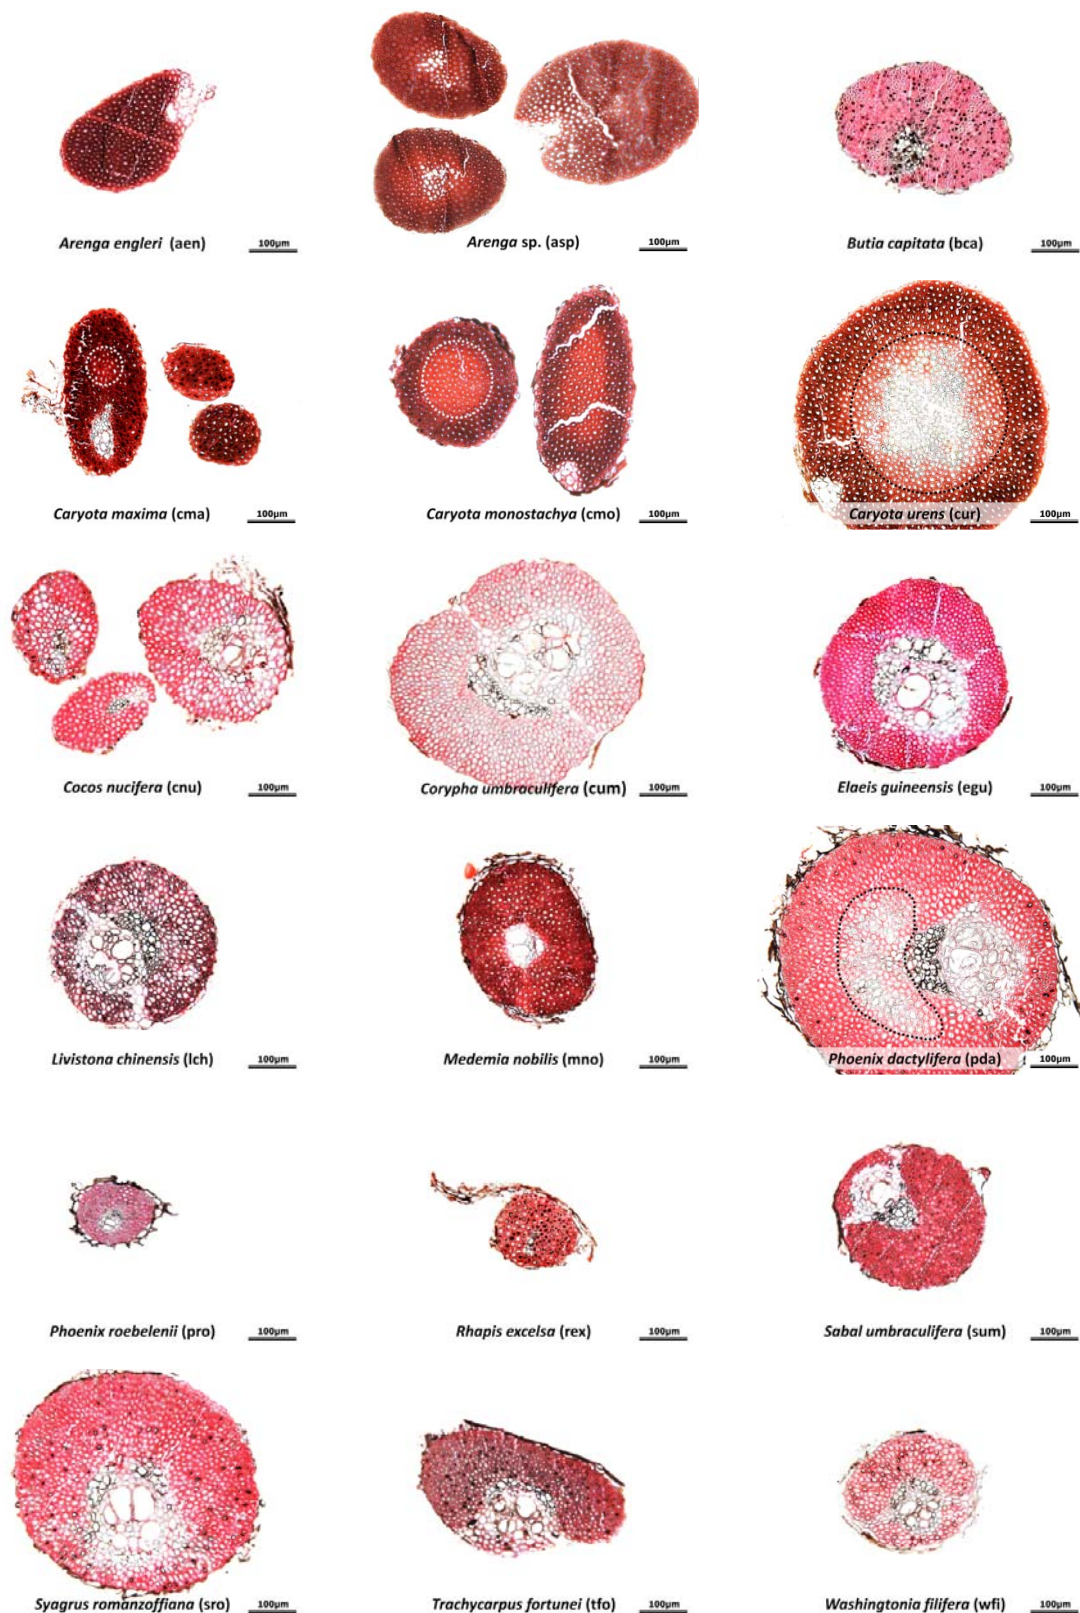 Arenga engleri (aen)
100µm
Arenga sp. (asp)
100µm
Butia capitata (bca)
100µm
Caryota maxima (cma)
100µm
Caryota monostachya (cmo)
100µm
Caryota urens (cur)
100µm
Cocos nucifera (cnu)
100µm
Corypha umbraculifera (cum)
100µm
Elaeis guineensis (egu)
100µm
Livistona chinensis (lch)
100µm
Medemia nobilis (mno)
100µm
Phoenix dactylifera (pda)
100µm
Phoenix roebelenii (pro)
100µm
Rhapis excelsa (rex)
100µm
Sabal umbraculifera (sum)
100µm
Syagrus romanzoffiana (sro)
100µm
Trachycarpus fortunei (tfo)
100µm
Washingtonia filifera (wfi)
100µm